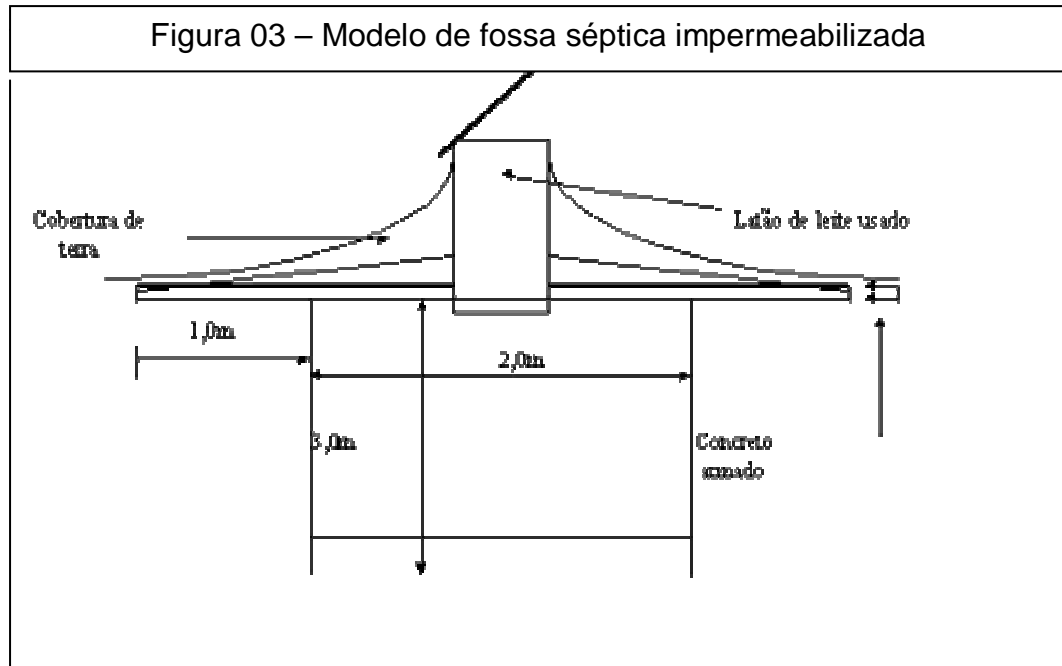 Figura 03 – Modelo de fossa séptica impermeabilizada
Cobertura de
terra
Latão de leite usado
1,0m
2,0m
3,0m
Concreto
armado